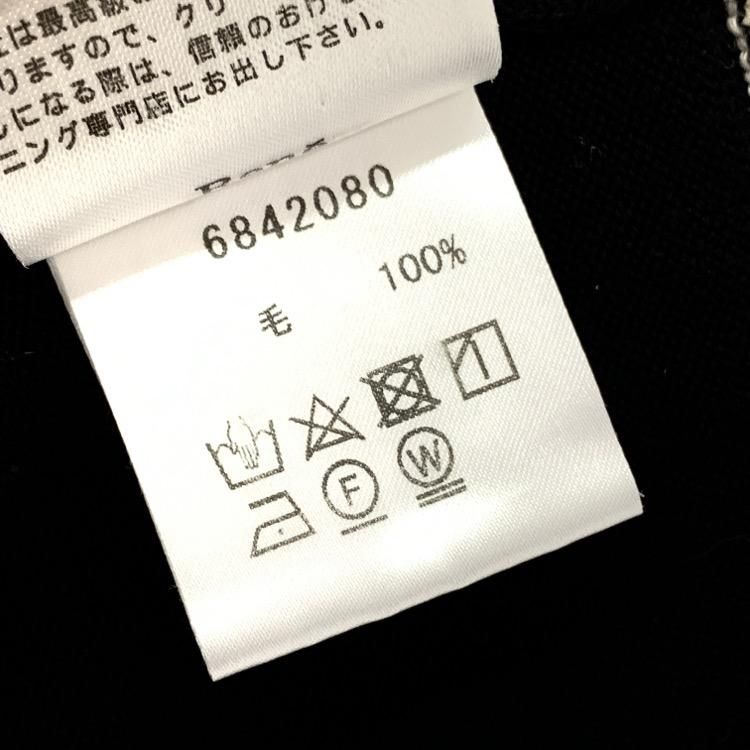 は最高級
りますので、クリ
になる際は、信頼のおけ
ニング専門店にお出し下さい。
6842080
毛 100%
F W